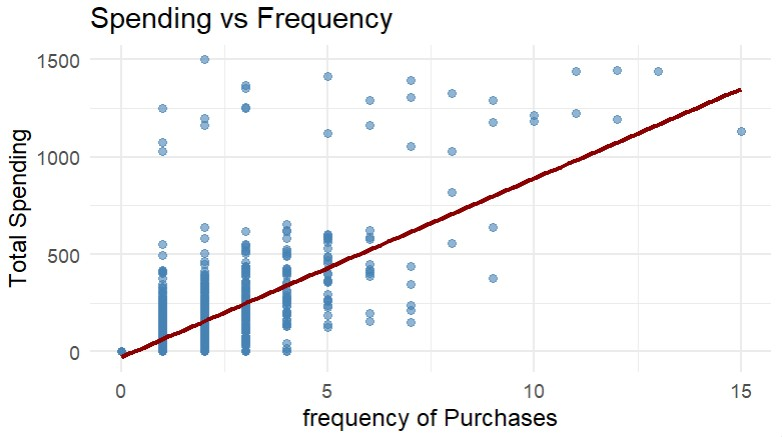 Spending vs Frequency
1500
1000
500
0
Total Spending
0 5 10 15
frequency of Purchases